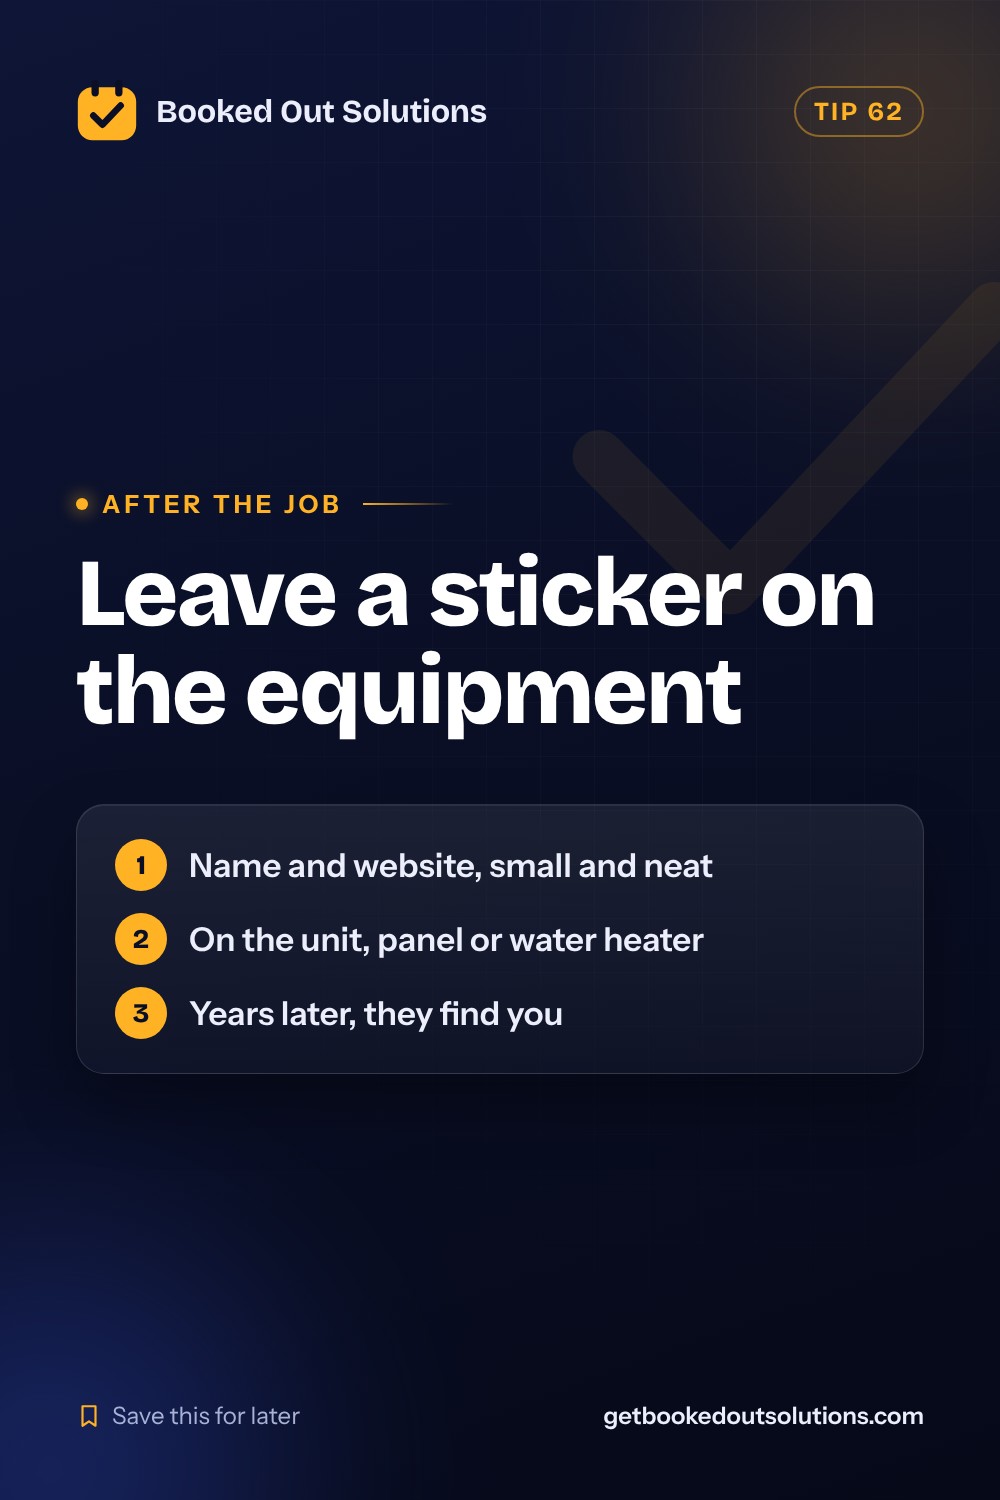 Booked Out Solutions
TIP 62
AFTER THE JOB
Leave a sticker on
the equipment
1 Name and website, small and neat
2 On the unit, panel or water heater
3 Years later, they find you
Save this for later
getbookedoutsolutions.com